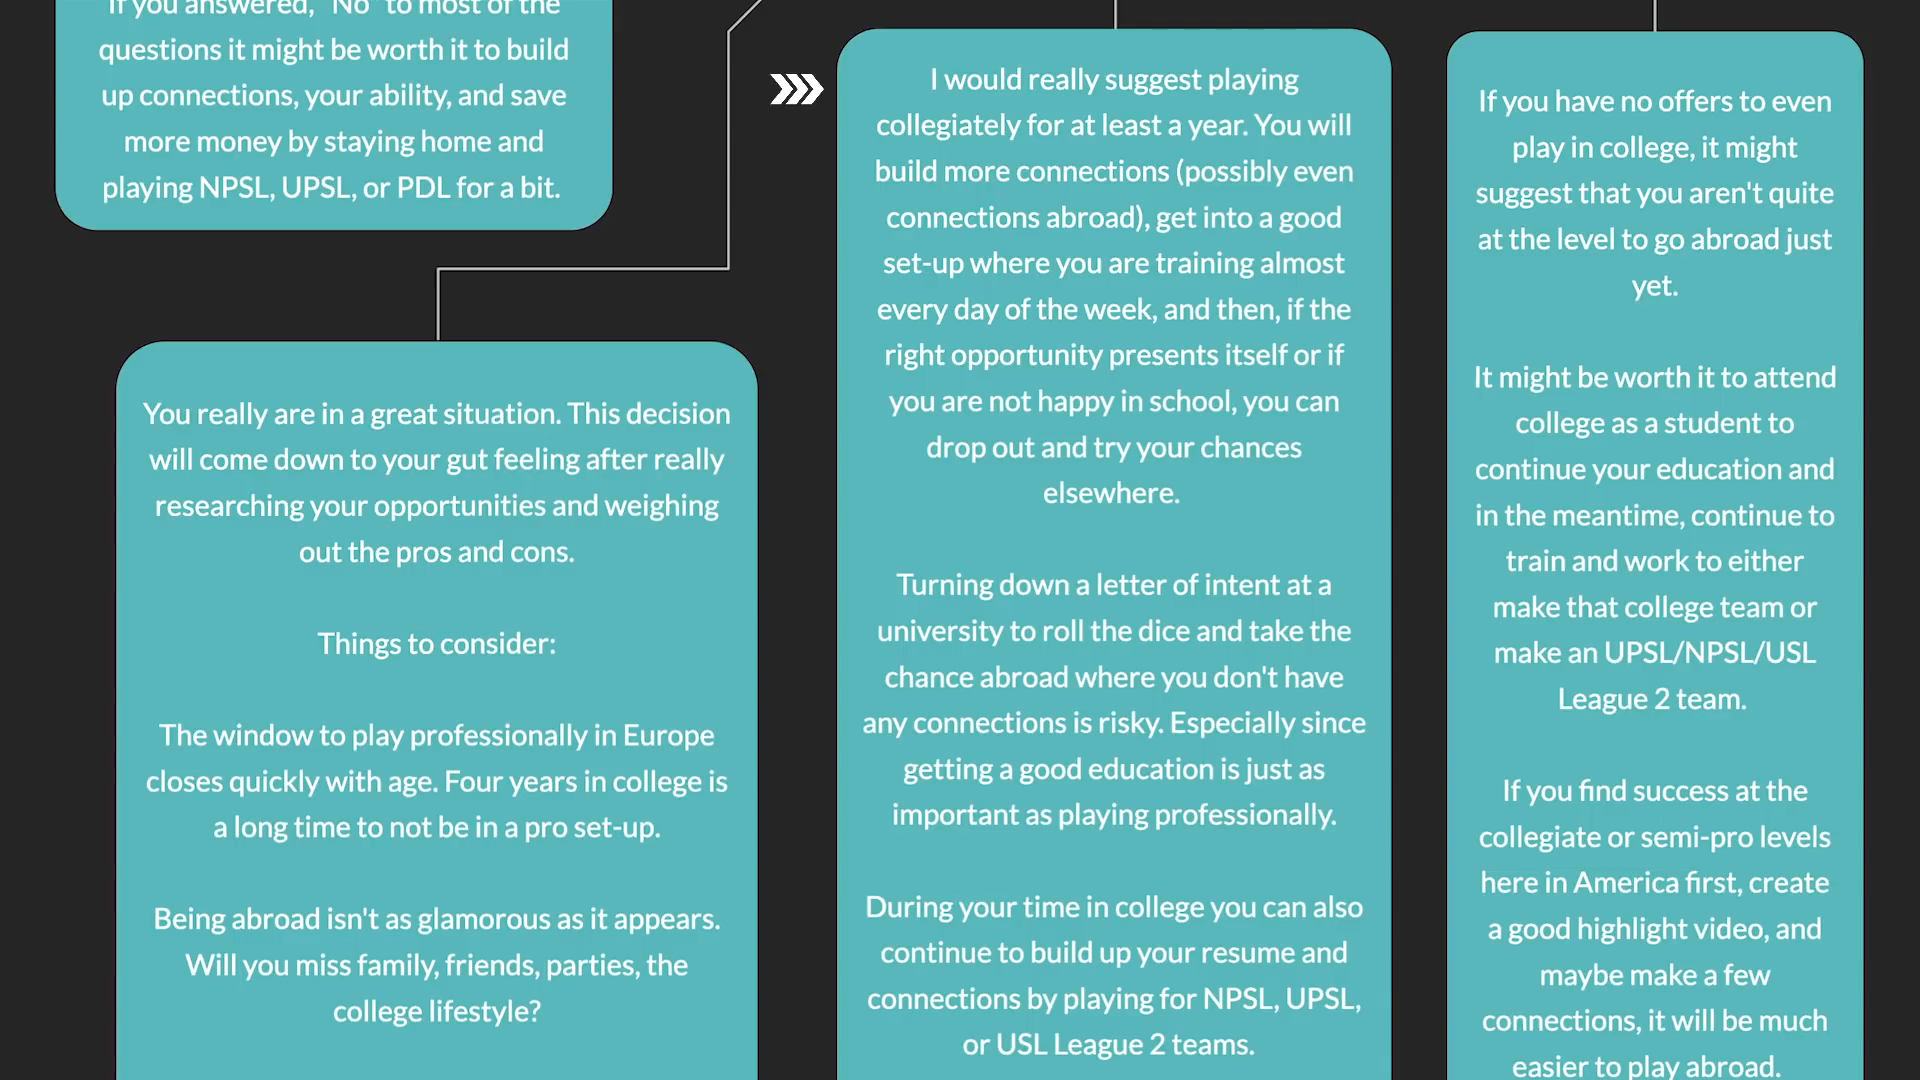 If you answered, "No" to most of the
questions it might be worth it to build
up connections, your ability, and save
more money by staying home and
playing NPSL, UPSL, or PDL for a bit.
You really are in a great situation. This decision
will come down to your gut feeling after really
researching your opportunities and weighing
out the pros and cons.
Things to consider:
The window to play professionally in Europe
closes quickly with age. Four years in college is
a long time to not be in a pro set-up.
Being abroad isn't as glamorous as it appears.
Will you miss family, friends, parties, the
college lifestyle?
I would really suggest playing
collegiately for at least a year. You will
build more connections (possibly even
connections abroad), get into a good
set-up where you are training almost
every day of the week, and then, if the
right opportunity presents itself or if
you are not happy in school, you can
drop out and try your chances
elsewhere.
Turning down a letter of intent at a
university to roll the dice and take the
chance abroad where you don't have
any connections is risky. Especially since
getting a good education is just as
important as playing professionally.
During your time in college you can also
continue to build up your resume and
connections by playing for NPSL, UPSL,
or USL League 2 teams.
If you have no offers to even
play in college, it might
suggest that you aren't quite
at the level to go abroad just
yet.
It might be worth it to attend
college as a student to
continue your education and
in the meantime, continue to
train and work to either
make that college team or
make an UPSL/NPSL/USL
League 2 team.
If you find success at the
collegiate or semi-pro levels
here in America first, create
a good highlight video, and
maybe make a few
connections, it will be much
easier to play abroad.